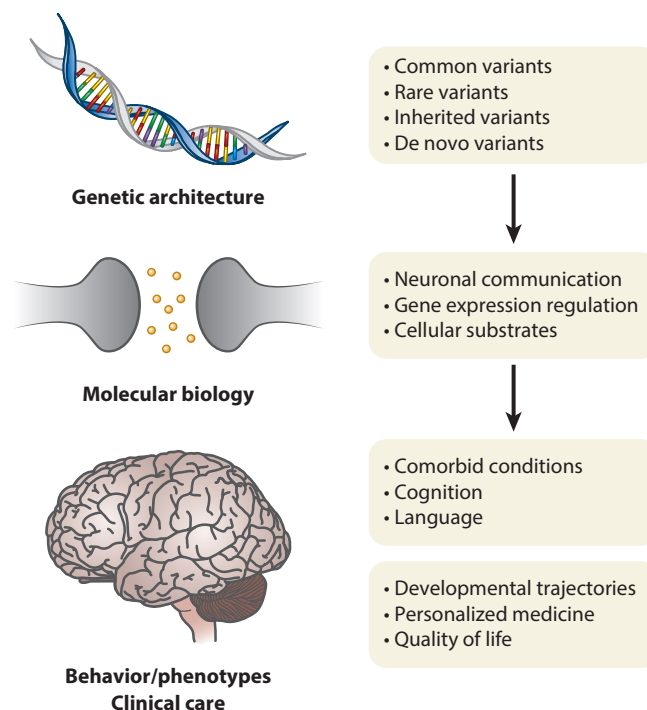 • Common variants
• Rare variants
• Inherited variants
• De novo variants
Genetic architecture
• Neuronal communication
• Gene expression regulation
• Cellular substrates
Molecular biology
• Comorbid conditions
• Cognition
• Language
• Developmental trajectories
• Personalized medicine
• Quality of life
Behavior/phenotypes
Clinical care